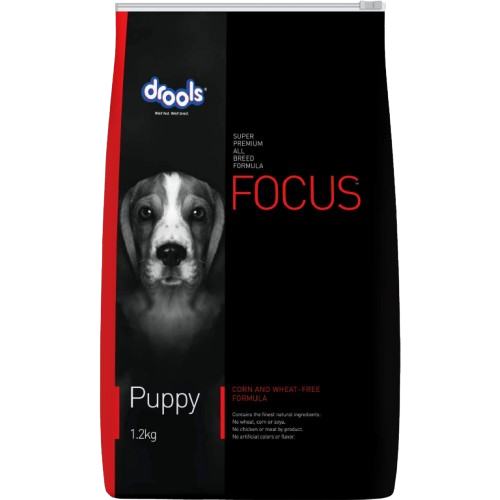 drools
Well fed. Well bred.
SUPER
PREMIUM
ALL
BREED
FORMULA
FOCUS™
Puppy
1.2kg
CORN AND WHEAT-FREE
FORMULA
Contains the finest natural ingredients.
No wheat, corn or soya.
No chicken or meat by product.
No artificial colors or flavor.